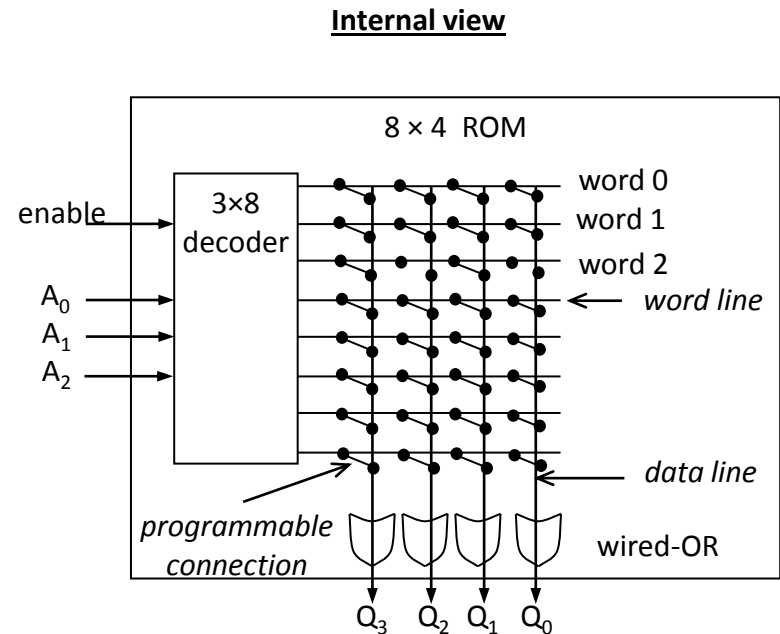 Internal view
8 × 4 ROM
3×8
decoder
enable
A₀
A₁
A₂
word 0
word 1
word 2
word line
data line
programmable
connection
wired-OR
Q₃ Q₂ Q₁ Q₀